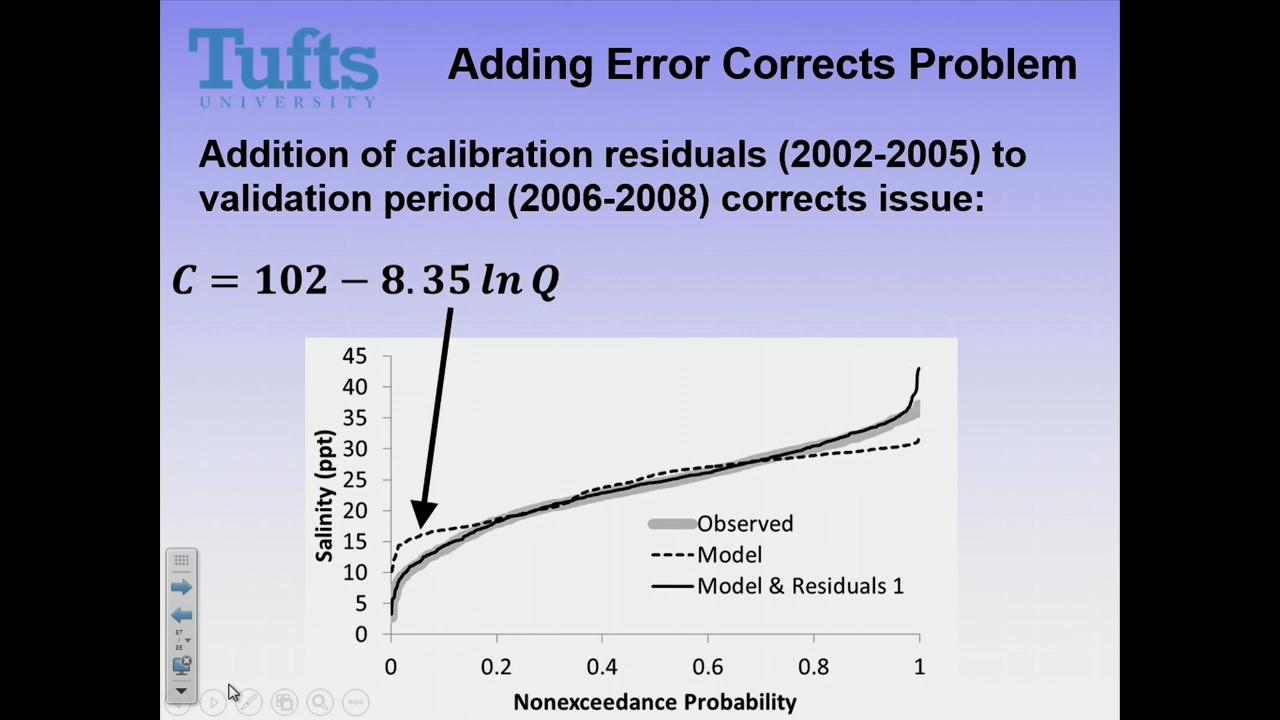 Tufts
UNIVERSITY
Adding Error Corrects Problem
Addition of calibration residuals (2002-2005) to
validation period (2006-2008) corrects issue:
C = 102 − 8.35 ln Q
45
40
35
30
25
20
15
10
5
0
Salinity (ppt)
Observed
Model
Model & Residuals 1
0 0.2 0.4 0.6 0.8 1
Nonexceedance Probability